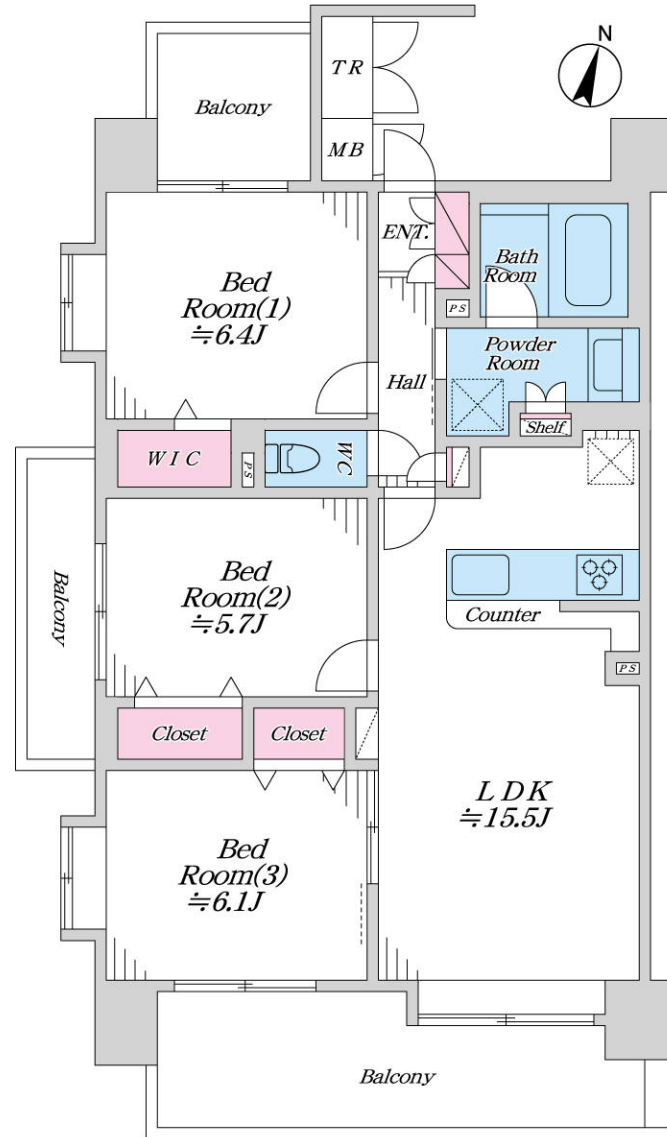 N
TR
Balcony
MB
ENT.
Bath
Room
Bed
Room(1)
≒6.4J
PS
Powder
Room
Hall
Shelf
WIC
PS
WC
Bed
Room(2)
≒5.7J
Balcony
Counter
PS
Closet
Closet
LDK
≒15.5J
Bed
Room(3)
≒6.1J
Balcony